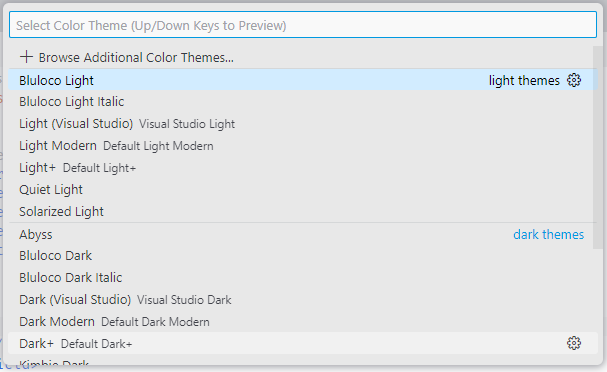 Select Color Theme (Up/Down Keys to Preview)
+ Browse Additional Color Themes...
Bluloco Light light themes
Bluloco Light Italic
Light (Visual Studio) Visual Studio Light
Light Modern Default Light Modern
Light+ Default Light+
Quiet Light
Solarized Light
Abyss dark themes
Bluloco Dark
Bluloco Dark Italic
Dark (Visual Studio) Visual Studio Dark
Dark Modern Default Dark Modern
Dark+ Default Dark+
Kimbie Dark